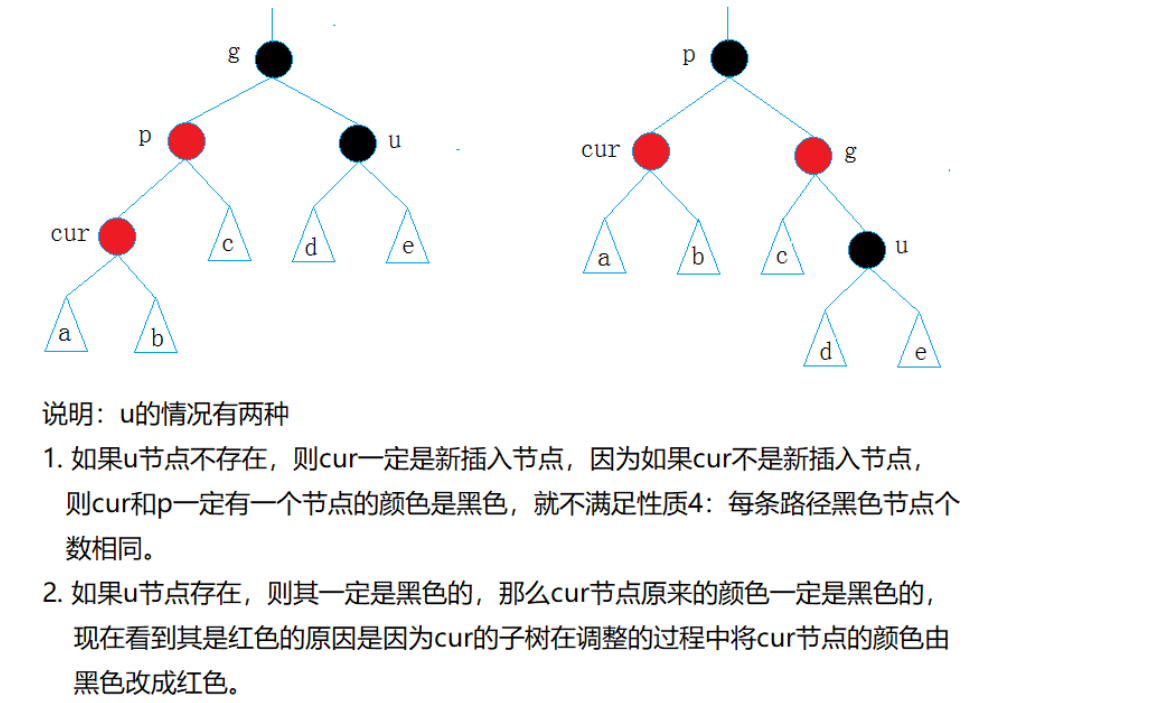 g
p
p
u
cur
g
cur
c
d
e
a
b
c
u
a
b
d
e
说明：u的情况有两种
1. 如果u节点不存在，则cur一定是新插入节点，因为如果cur不是新插入节点，
则cur和p一定有一个节点的颜色是黑色，就不满足性质4：每条路径黑色节点个
数相同。
2. 如果u节点存在，则其一定是黑色的，那么cur节点原来的颜色一定是黑色的，
现在看到其是红色的原因是因为cur的子树在调整的过程中将cur节点的颜色由
黑色改成红色。